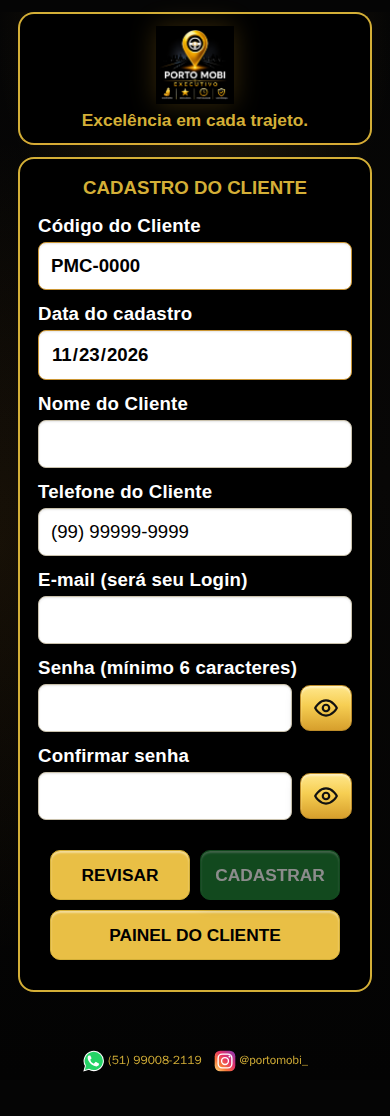 PORTO MOBI
EXECUTIVO
Excelência em cada trajeto.
CADASTRO DO CLIENTE
Código do Cliente
PMC-0000
Data do cadastro
11/23/2026
Nome do Cliente
Telefone do Cliente
(99) 99999-9999
E-mail (será seu Login)
Senha (mínimo 6 caracteres)
Confirmar senha
REVISAR
CADASTRAR
PAINEL DO CLIENTE
(51) 99008-2119
@portomobi_